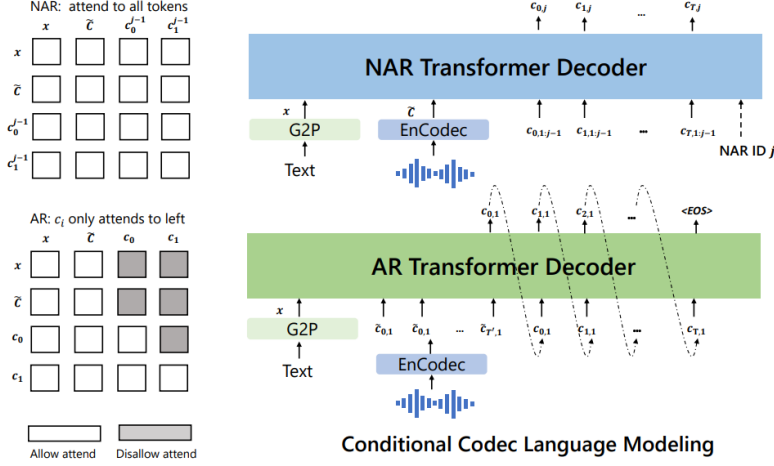 NAR: attend to all tokens
x C̃ c₀ʲ⁻¹ c₁ʲ⁻¹
x
C̃
c₀ʲ⁻¹
c₁ʲ⁻¹
AR: cᵢ only attends to left
x C̃ c₀ c₁
x
C̃
c₀
c₁
Allow attend Disallow attend
c₀,ⱼ c₁,ⱼ ... c_T,ⱼ
NAR Transformer Decoder
x C̃
G2P EnCodec c₀,₁:ⱼ₋₁ c₁,₁:ⱼ₋₁ ... c_T,₁:ⱼ₋₁
Text NAR ID j
c₀,₁ c₁,₁ c₂,₁ ... <EOS>
AR Transformer Decoder
x
G2P c̃₀,₁ c̃₀,₁ ... c̃_T′,₁ c₀,₁ c₁,₁ ... c_T,₁
Text EnCodec
Conditional Codec Language Modeling